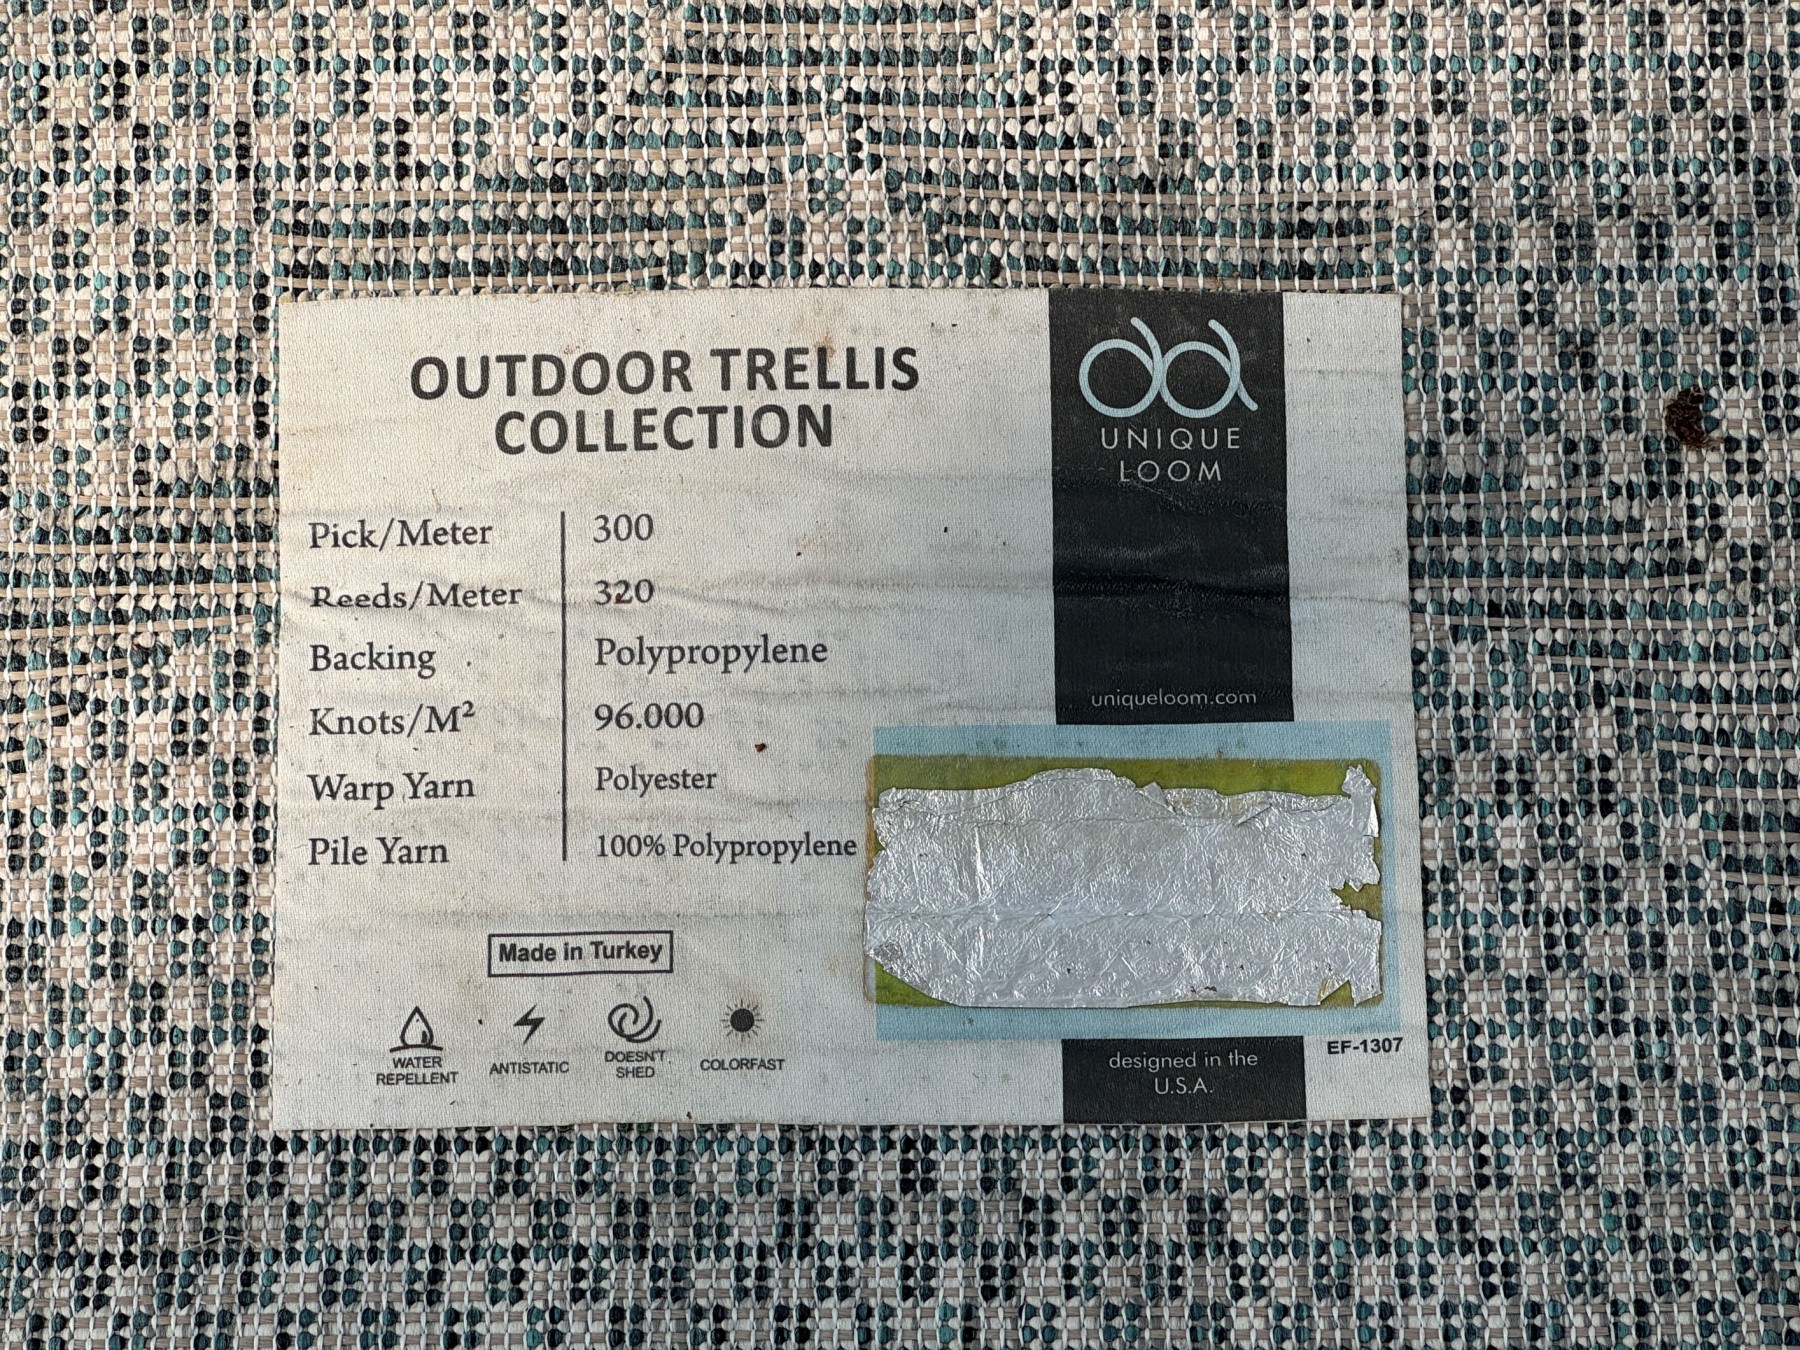 OUTDOOR TRELLIS
COLLECTION
UNIQUE
LOOM
Pick/Meter 300
Reeds/Meter 320
Backing Polypropylene
Knots/M² 96.000
Warp Yarn Polyester
Pile Yarn 100% Polypropylene
uniqueloom.com
Made in Turkey
WATER
REPELLENT
ANTISTATIC
DOESN'T
SHED
COLORFAST
designed in the
U.S.A.
EF-1307